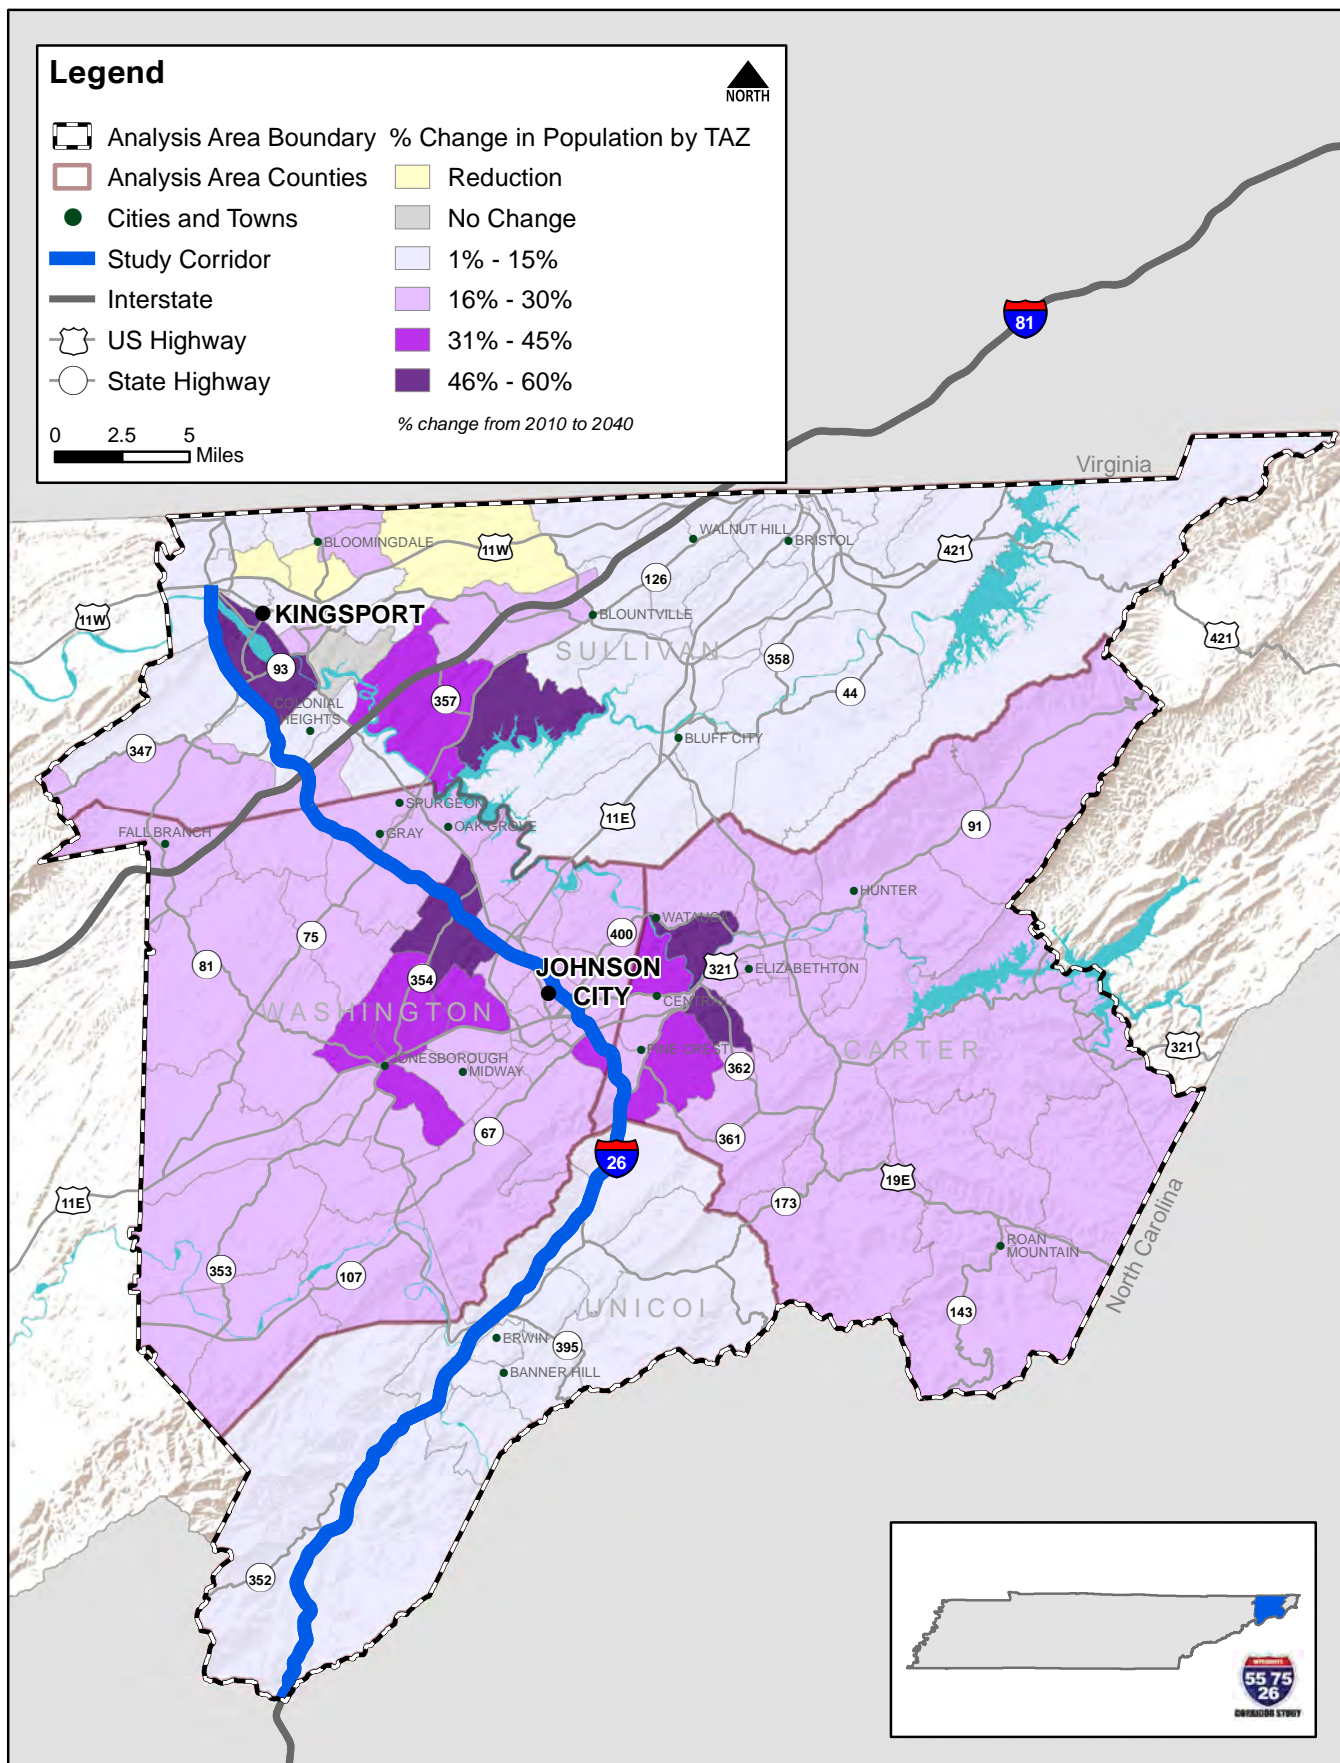 Legend
NORTH
Analysis Area Boundary
Analysis Area Counties
Cities and Towns
Study Corridor
Interstate
US Highway
State Highway
0 2.5 5
Miles
% Change in Population by TAZ
Reduction
No Change
1% - 15%
16% - 30%
31% - 45%
46% - 60%
% change from 2010 to 2040
81
Virginia
BLOOMINGDALE
11W
WALNUT HILL
BRISTOL
421
126
11W
KINGSPORT
BLOUNTVILLE
SULLIVAN
421
93
358
357
44
COLONIAL
HEIGHTS
BLUFF CITY
347
SPURGEON
11E
FALL BRANCH
GRAY
OAK GROVE
91
HUNTER
WATAUGA
400
75
81
354
JOHNSON
CITY
321
ELIZABETHTON
CENTRAL
WASHINGTON
321
JONESBOROUGH
MIDWAY
PINE CREST
CARTER
362
67
361
26
11E
19E
173
North Carolina
ROAN
MOUNTAIN
353
107
143
UNICOI
ERWIN
395
BANNER HILL
352
55 75
26
CORRIDOR STUDY